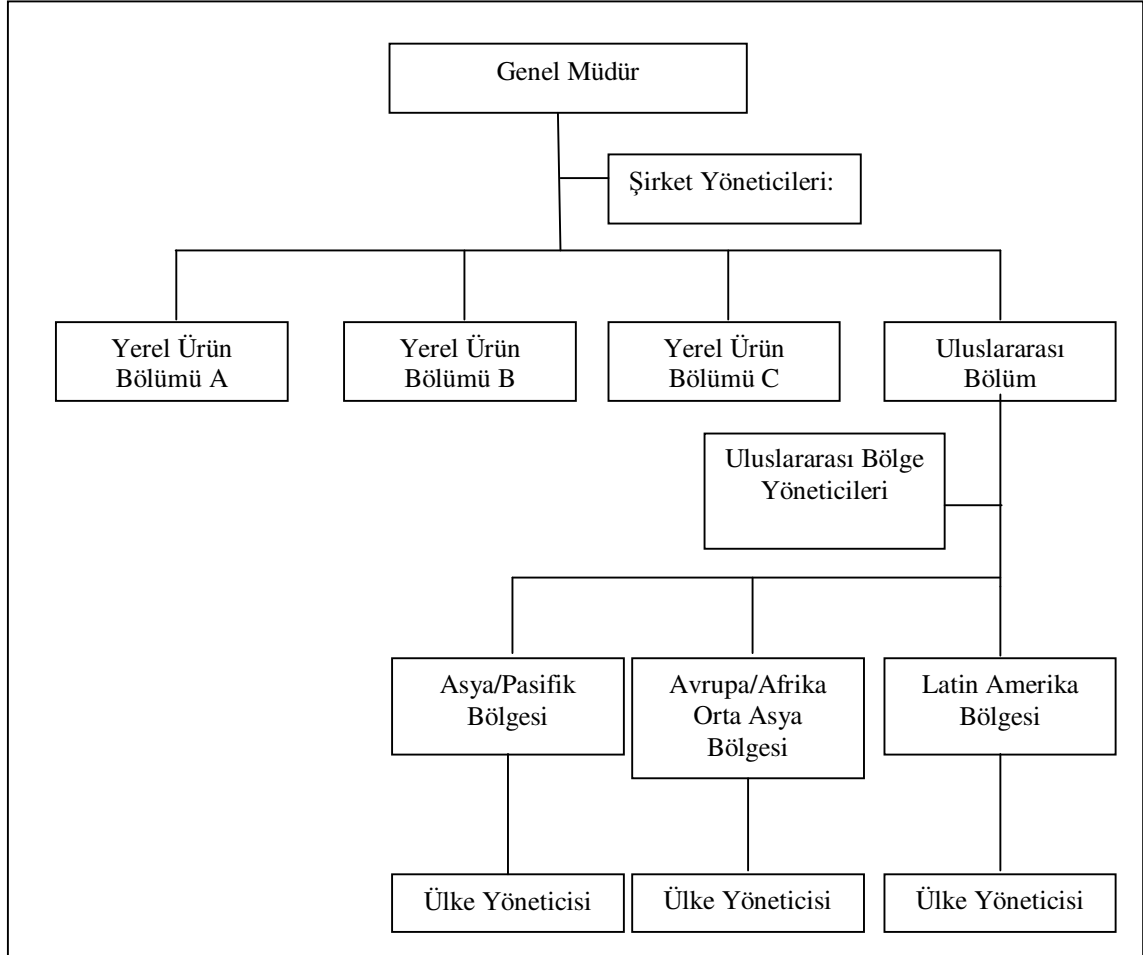 Genel Müdür
Şirket Yöneticileri:
Yerel Ürün
Bölümü A
Yerel Ürün
Bölümü B
Yerel Ürün
Bölümü C
Uluslararası
Bölüm
Uluslararası Bölge
Yöneticileri
Asya/Pasifik
Bölgesi
Avrupa/Afrika
Orta Asya
Bölgesi
Latin Amerika
Bölgesi
Ülke Yöneticisi
Ülke Yöneticisi
Ülke Yöneticisi